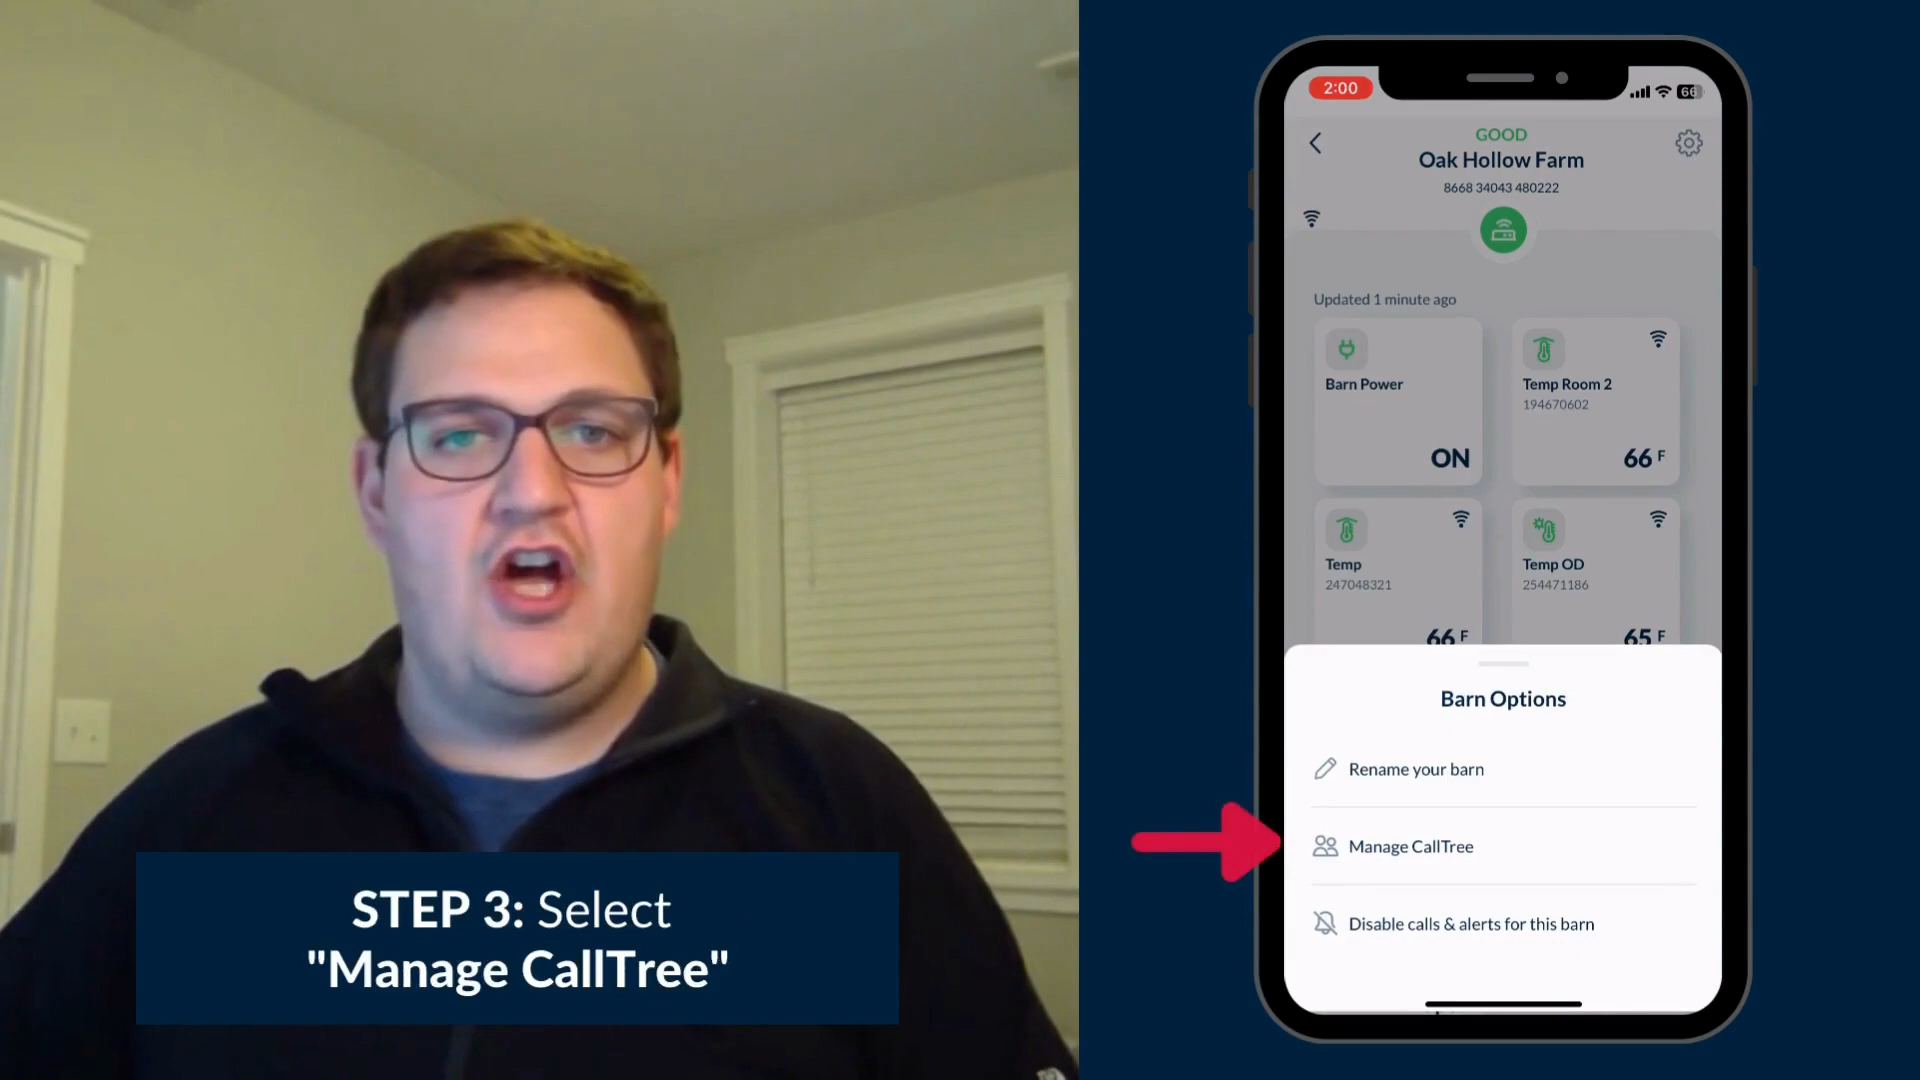 STEP 3: Select
"Manage CallTree"
2:00
66
GOOD
Oak Hollow Farm
8668 34043 480222
Updated 1 minute ago
Barn Power
ON
Temp Room 2
194670602
66 F
Temp
247048321
66 F
Temp OD
254471186
65 F
Barn Options
Rename your barn
Manage CallTree
Disable calls & alerts for this barn